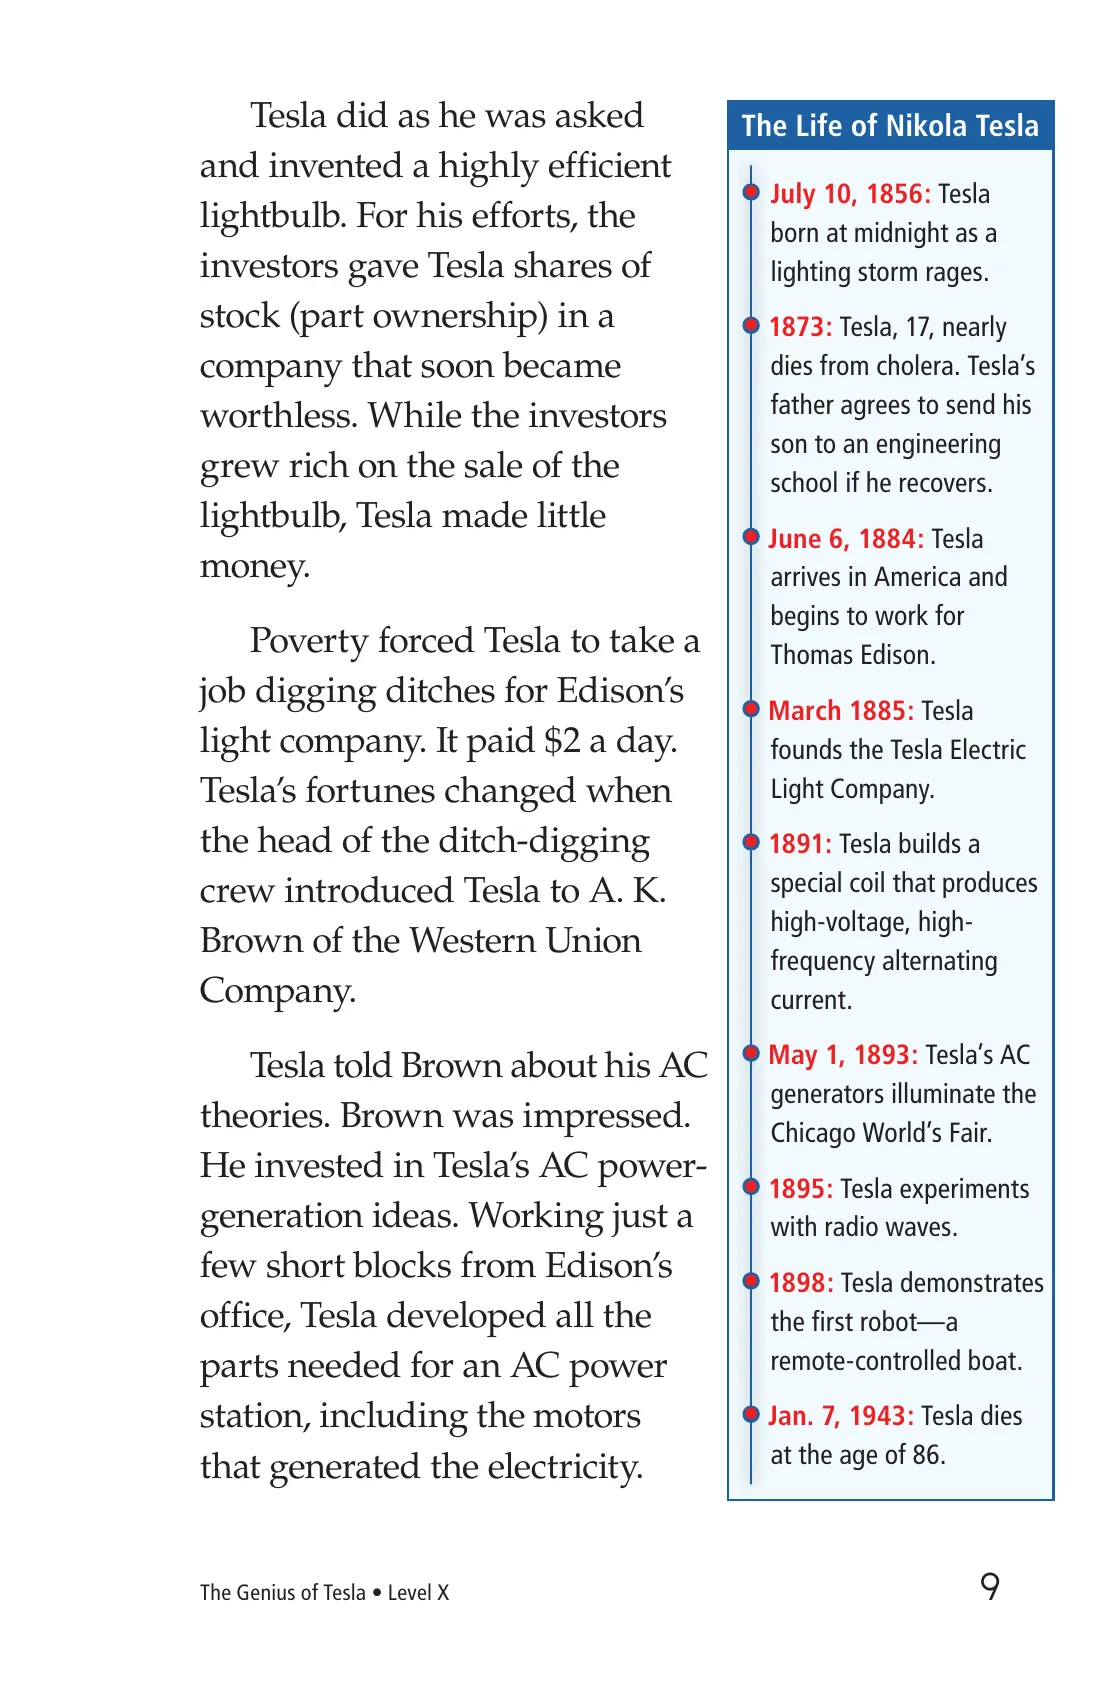 Tesla did as he was asked
and invented a highly efficient
lightbulb. For his efforts, the
investors gave Tesla shares of
stock (part ownership) in a
company that soon became
worthless. While the investors
grew rich on the sale of the
lightbulb, Tesla made little
money.
Poverty forced Tesla to take a
job digging ditches for Edison’s
light company. It paid $2 a day.
Tesla’s fortunes changed when
the head of the ditch-digging
crew introduced Tesla to A. K.
Brown of the Western Union
Company.
Tesla told Brown about his AC
theories. Brown was impressed.
He invested in Tesla’s AC power-
generation ideas. Working just a
few short blocks from Edison’s
office, Tesla developed all the
parts needed for an AC power
station, including the motors
that generated the electricity.
The Life of Nikola Tesla
July 10, 1856: Tesla
born at midnight as a
lighting storm rages.
1873: Tesla, 17, nearly
dies from cholera. Tesla’s
father agrees to send his
son to an engineering
school if he recovers.
June 6, 1884: Tesla
arrives in America and
begins to work for
Thomas Edison.
March 1885: Tesla
founds the Tesla Electric
Light Company.
1891: Tesla builds a
special coil that produces
high-voltage, high-
frequency alternating
current.
May 1, 1893: Tesla’s AC
generators illuminate the
Chicago World’s Fair.
1895: Tesla experiments
with radio waves.
1898: Tesla demonstrates
the first robot—a
remote-controlled boat.
Jan. 7, 1943: Tesla dies
at the age of 86.
The Genius of Tesla • Level X
9